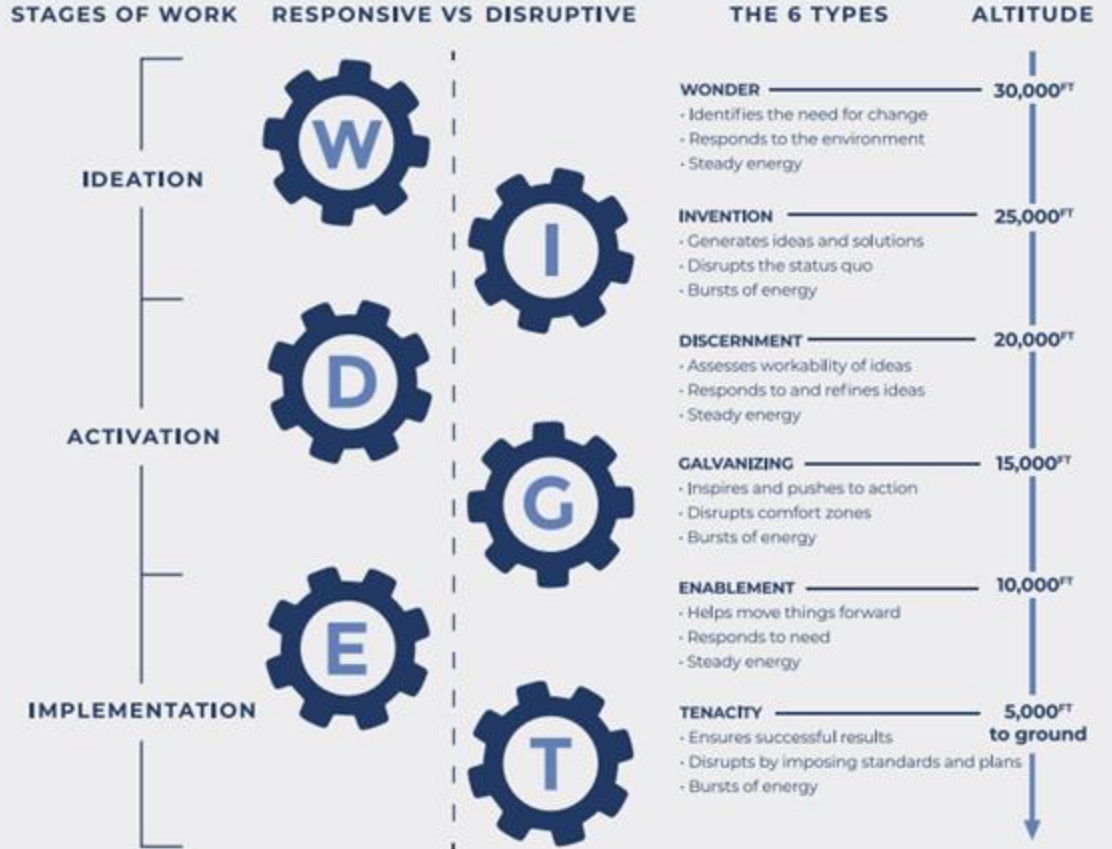 STAGES OF WORK
RESPONSIVE VS DISRUPTIVE
THE 6 TYPES
ALTITUDE
IDEATION
ACTIVATION
IMPLEMENTATION
W
I
D
G
E
T
WONDER
30,000FT
• Identifies the need for change
• Responds to the environment
• Steady energy
INVENTION
25,000FT
• Generates ideas and solutions
• Disrupts the status quo
• Bursts of energy
DISCERNMENT
20,000FT
• Assesses workability of ideas
• Responds to and refines ideas
• Steady energy
GALVANIZING
15,000FT
• Inspires and pushes to action
• Disrupts comfort zones
• Bursts of energy
ENABLEMENT
10,000FT
• Helps move things forward
• Responds to need
• Steady energy
TENACITY
5,000FT
to ground
• Ensures successful results
• Disrupts by imposing standards and plans
• Bursts of energy